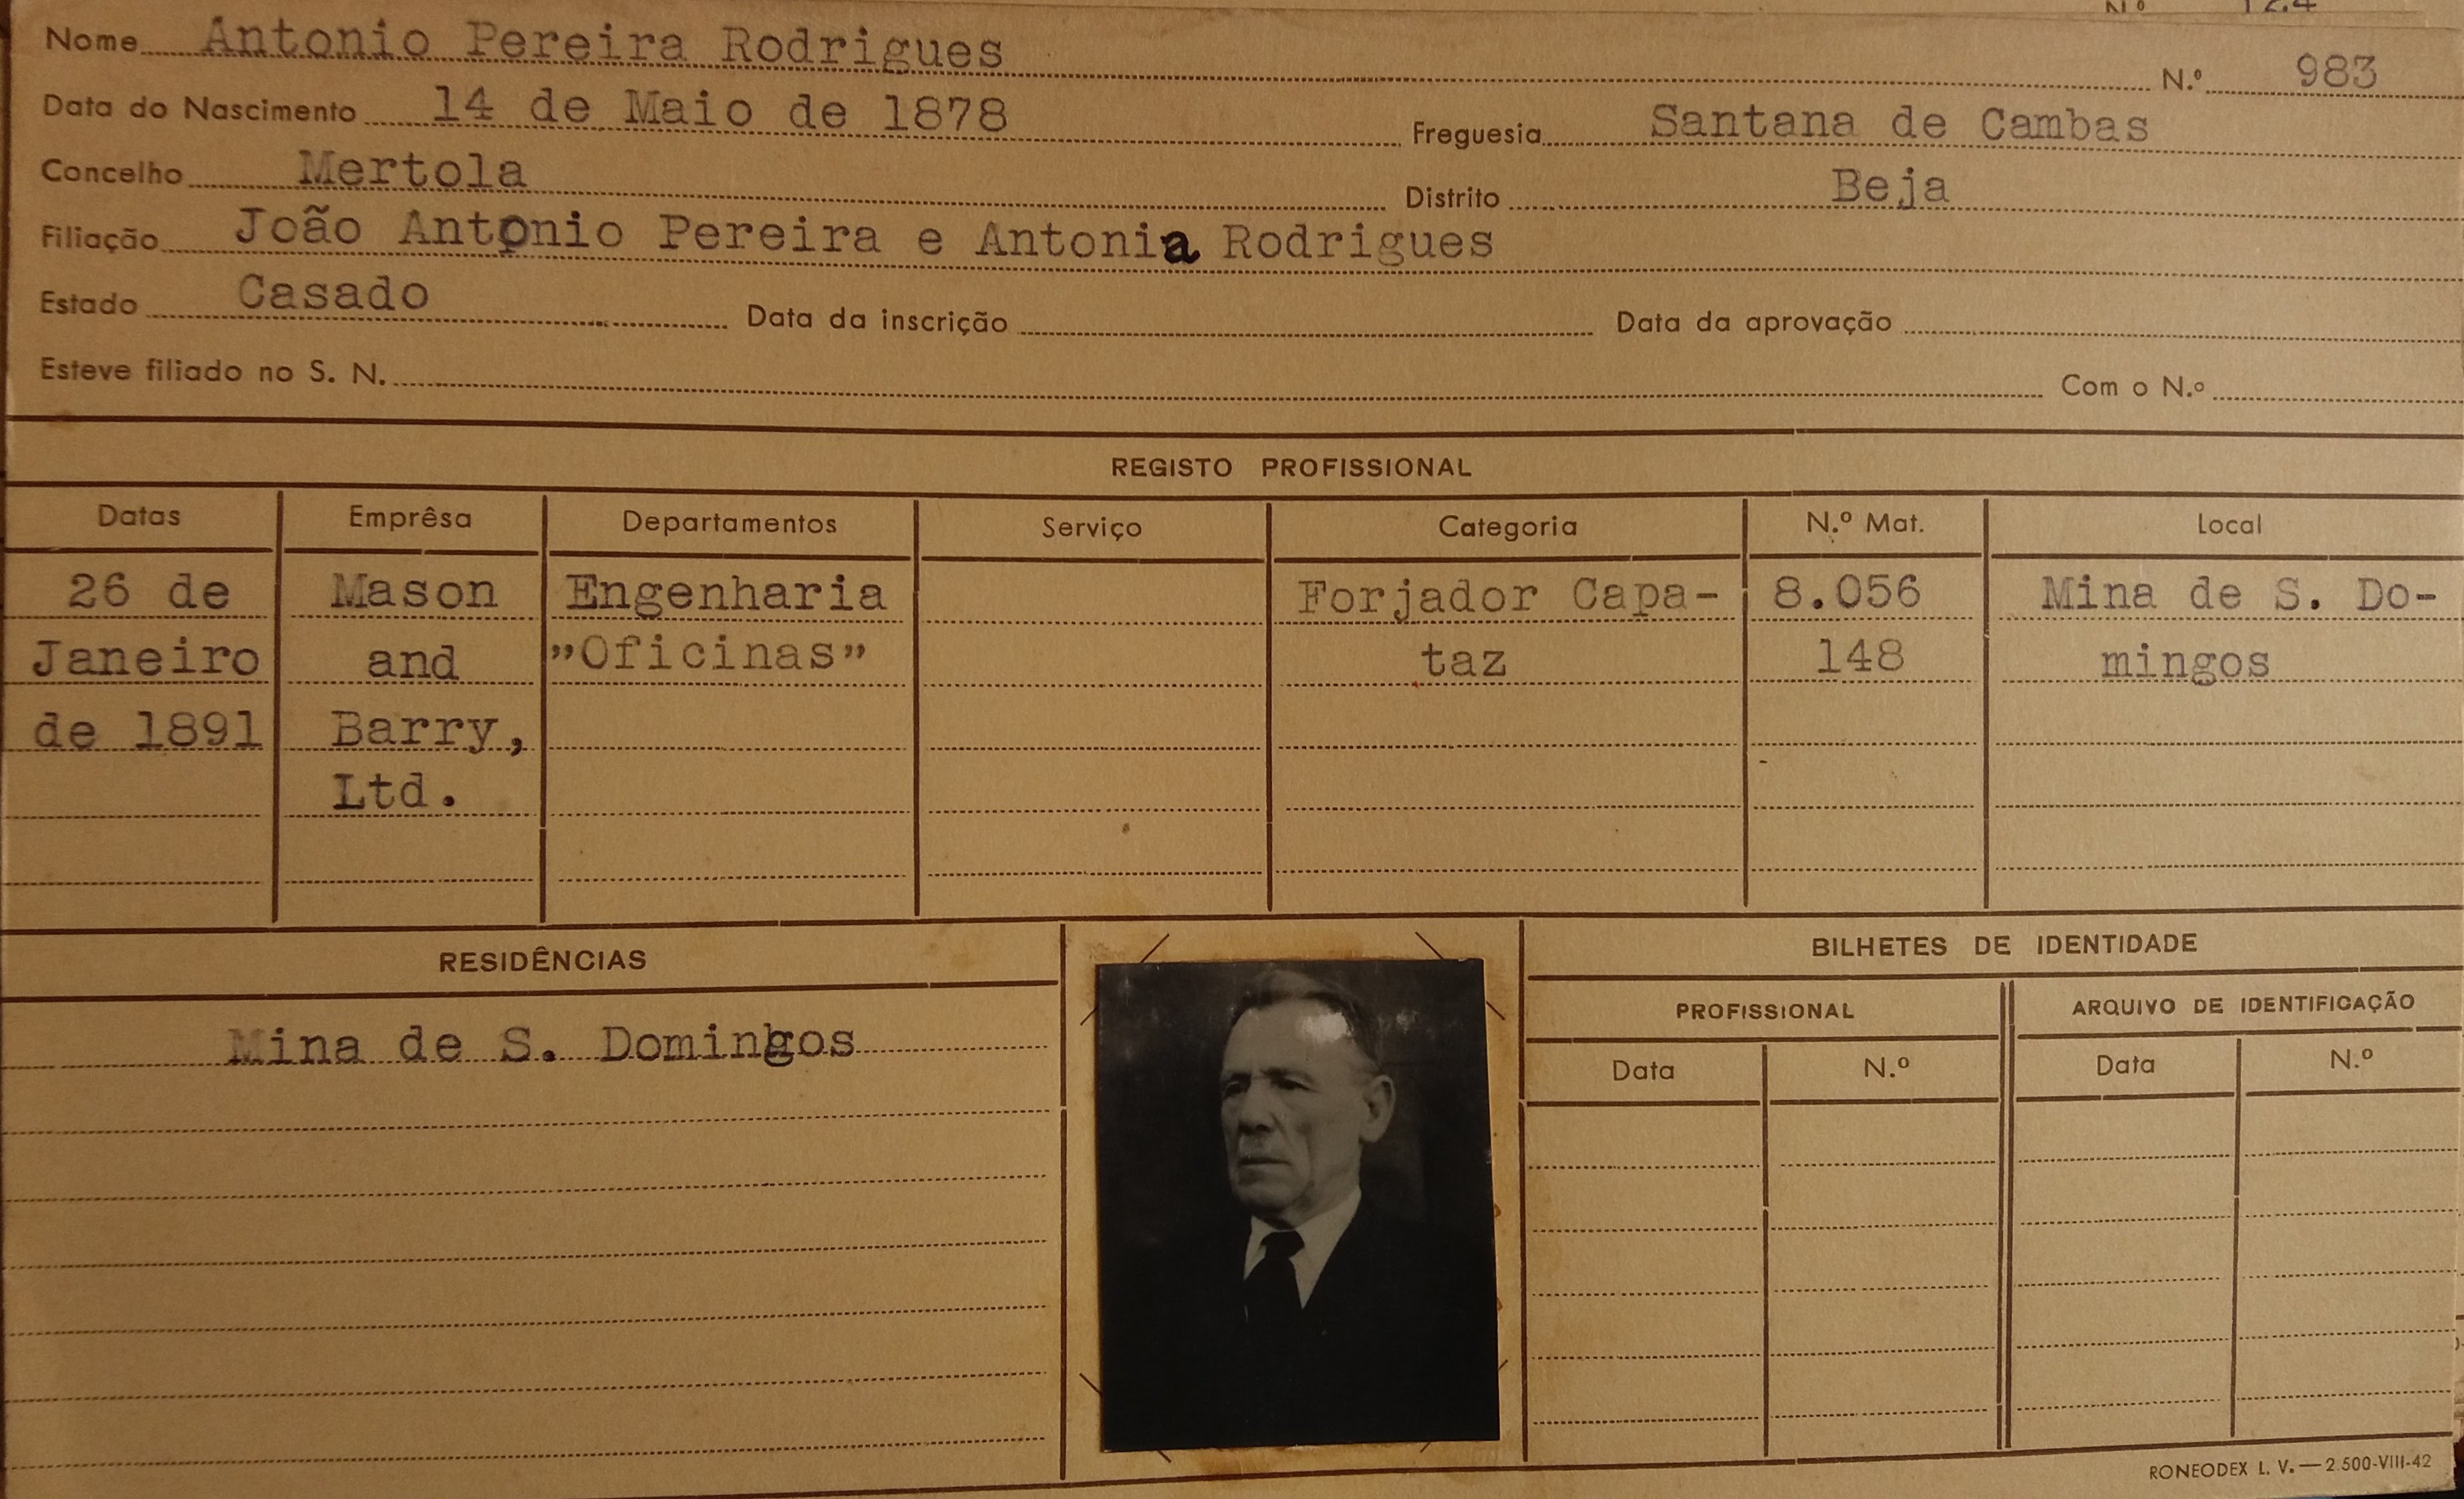 Nome Antonio Pereira Rodrigues N.º 983
Data do Nascimento 14 de Maio de 1878 Freguesia Santana de Cambas
Concelho Mertola Distrito Beja
Filiação João Antonio Pereira e Antonia Rodrigues
Estado Casado Data da inscrição Data da aprovação
Esteve filiado no S. N. Com o N.º
REGISTO PROFISSIONAL
Datas Emprêsa Departamentos Serviço Categoria N.º Mat. Local
26 de Mason Engenharia Forjador Capa- 8.056 Mina de S. Do-
Janeiro and "Oficinas" taz 148 mingos
de 1891 Barry,
Ltd.
RESIDÊNCIAS BILHETES DE IDENTIDADE
PROFISSIONAL ARQUIVO DE IDENTIFICAÇÃO
Mina de S. Domingos
Data N.º Data N.º
RONEODEX L. V. — 2.500-VIII-42